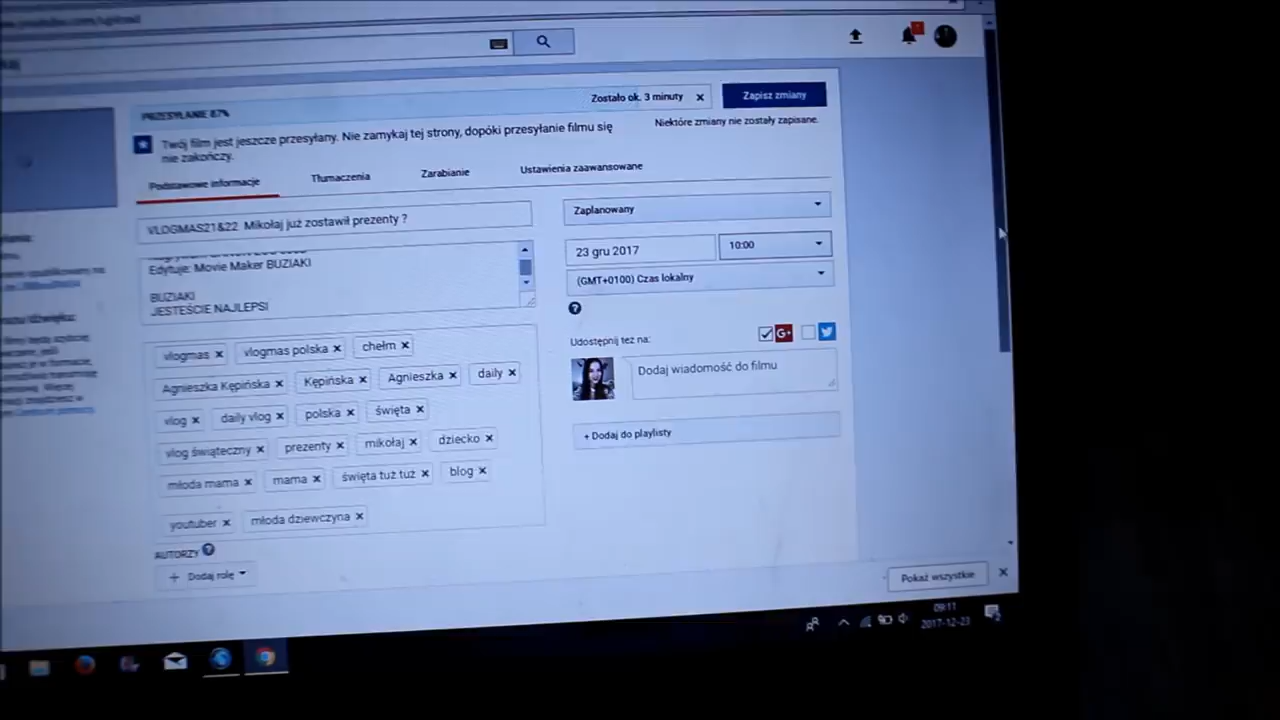 Zostało ok. 3 minuty
Zapisz zmiany
PRZESYŁANIE 87%
Niektóre zmiany nie zostały zapisane.
Twój film jest jeszcze przesyłany. Nie zamykaj tej strony, dopóki przesyłanie filmu się
nie zakończy.
Podstawowe informacje
Tłumaczenia
Zarabianie
Ustawienia zaawansowane
VLOGMAS21&22 Mikołaj już zostawił prezenty ?
Zaplanowany
Edytuje: Movie Maker BUZIAKI
BUZIAKI
JESTEŚCIE NAJLEPSI
23 gru 2017
10:00
(GMT+0100) Czas lokalny
Udostępnij też na:
G+
Dodaj wiadomość do filmu
+ Dodaj do playlisty
vlogmas × vlogmas polska × chełm ×
Agnieszka Kępińska × Kępińska × Agnieszka × daily ×
vlog × daily vlog × polska × święta ×
vlog świąteczny × prezenty × mikołaj × dziecko ×
młoda mama × mama × święta tuż tuż × blog ×
youtuber × młoda dziewczyna ×
AUTORZY
+ Dodaj rolę
Pokaż wszystkie
09:11
2017-12-23